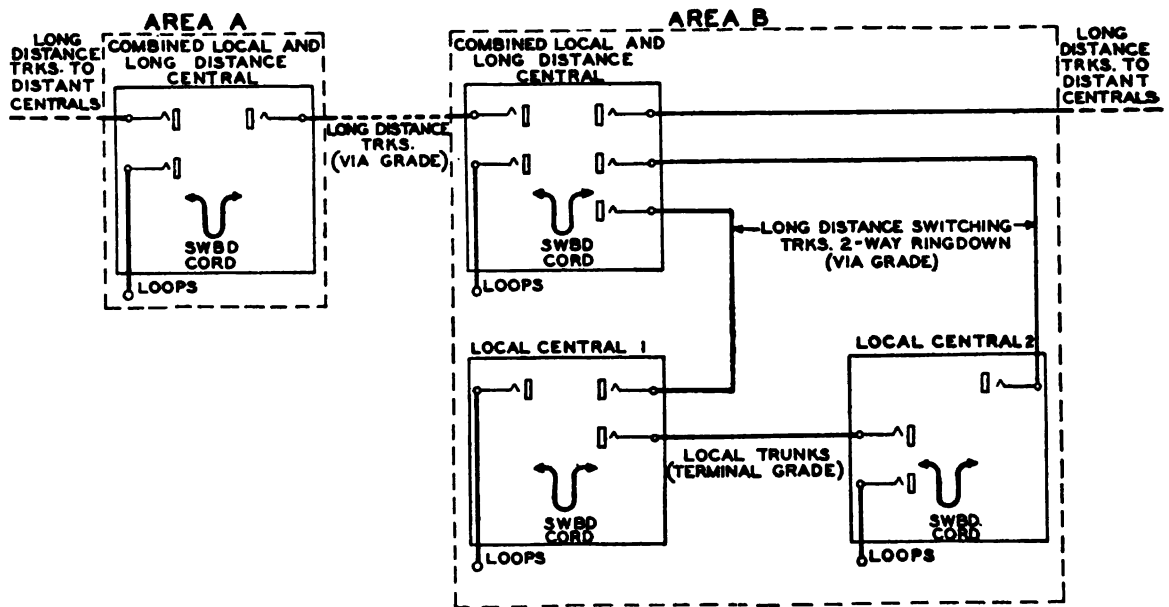 AREA A
LONG
DISTANCE
TRKS. TO
DISTANT
CENTRALS
COMBINED LOCAL AND
LONG DISTANCE
CENTRAL
SWBD
CORD
LOOPS
LONG DISTANCE
TRKS.
(VIA GRADE)
AREA B
COMBINED LOCAL AND
LONG DISTANCE
CENTRAL
SWBD
CORD
LOOPS
LONG
DISTANCE
TRKS. TO
DISTANT
CENTRALS
LONG DISTANCE SWITCHING
TRKS. 2-WAY RINGDOWN
(VIA GRADE)
LOCAL CENTRAL 1
SWBD
CORD
LOOPS
LOCAL TRUNKS
(TERMINAL GRADE)
LOCAL CENTRAL 2
SWBD.
CORD
LOOPS